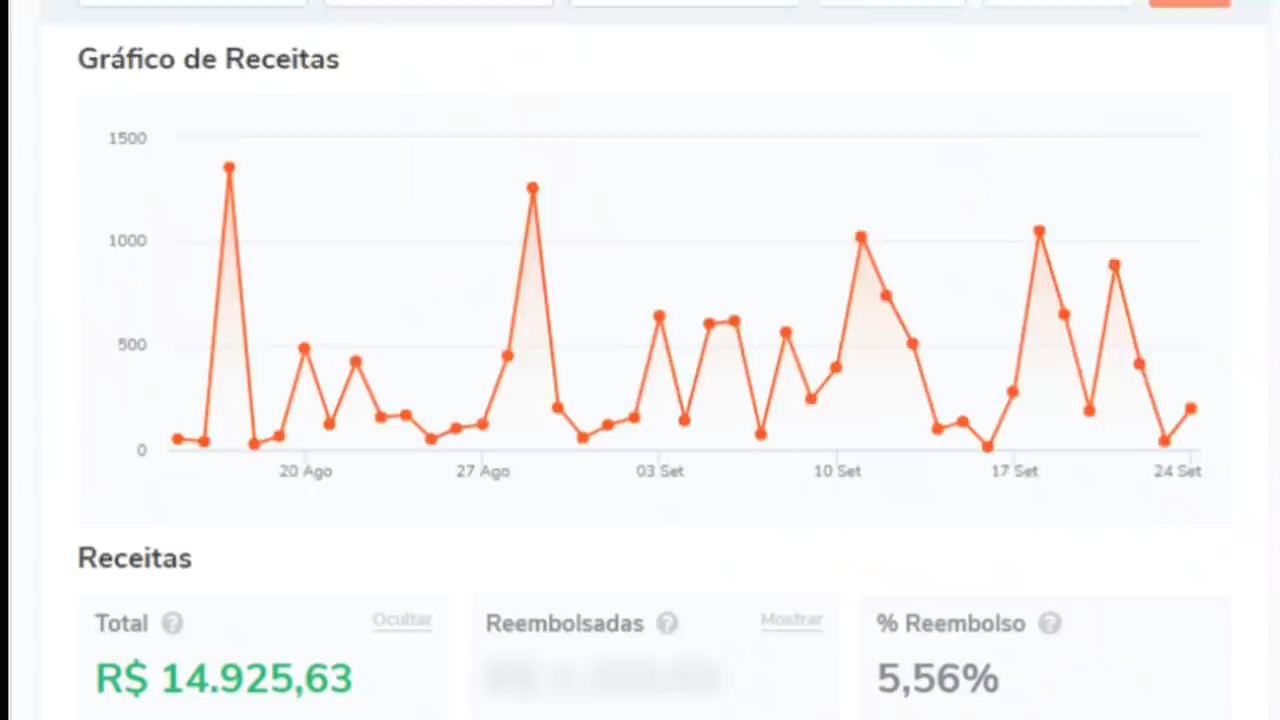 Gráfico de Receitas
1500
1000
500
0
20 Ago 27 Ago 03 Set 10 Set 17 Set 24 Set
Receitas
Total ? Ocultar Reembolsadas ? Mostrar % Reembolso ?
R$ 14.925,63 5,56%